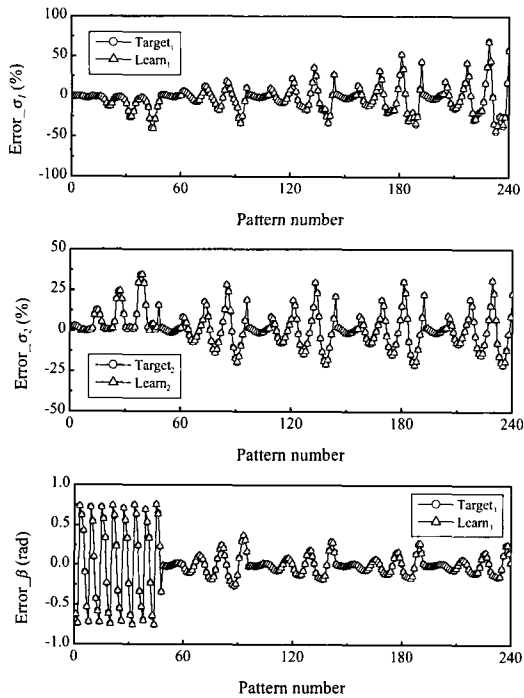 100
50
0
-50
-100
Error_σ₁ (%)
Target₁
Learn₁
0 60 120 180 240
Pattern number
50
25
0
-25
-50
Error_σ₂ (%)
Target₂
Learn₂
0 60 120 180 240
Pattern number
1.0
0.5
0.0
-0.5
-1.0
Error_β (rad)
Target₃
Learn₃
0 60 120 180 240
Pattern number